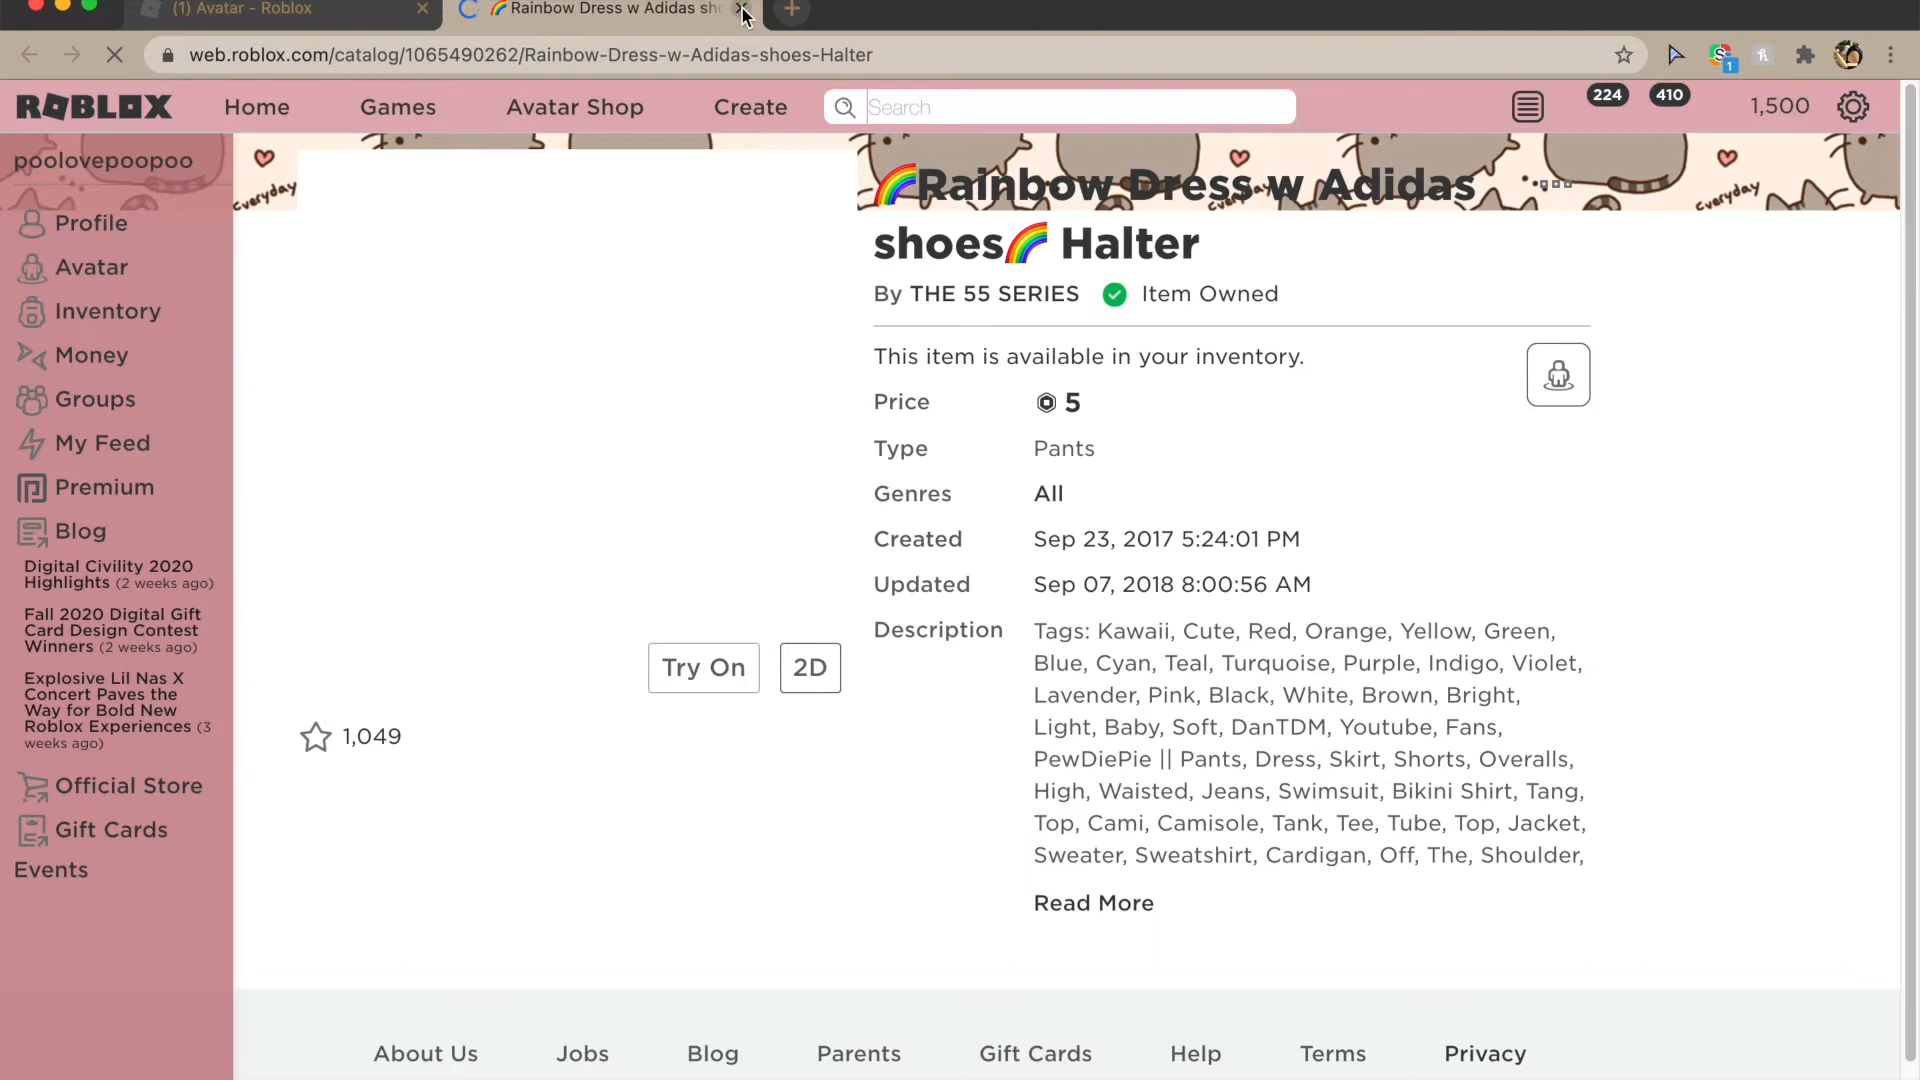 (1) Avatar - Roblox
🌈Rainbow Dress w Adidas sho
web.roblox.com/catalog/1065490262/Rainbow-Dress-w-Adidas-shoes-Halter
1
ROBLOX
Home
Games
Avatar Shop
Create
Search
224
410
1,500
poolovepoopoo
Profile
Avatar
Inventory
Money
Groups
My Feed
Premium
Blog
Digital Civility 2020
Highlights (2 weeks ago)
Fall 2020 Digital Gift
Card Design Contest
Winners (2 weeks ago)
Explosive Lil Nas X
Concert Paves the
Way for Bold New
Roblox Experiences (3
weeks ago)
Official Store
Gift Cards
Events
everyday
everyday
🌈Rainbow Dress w Adidas
shoes🌈 Halter
By THE 55 SERIES
Item Owned
This item is available in your inventory.
Price
5
Type
Pants
Genres
All
Created
Sep 23, 2017 5:24:01 PM
Updated
Sep 07, 2018 8:00:56 AM
Description
Tags: Kawaii, Cute, Red, Orange, Yellow, Green,
Blue, Cyan, Teal, Turquoise, Purple, Indigo, Violet,
Lavender, Pink, Black, White, Brown, Bright,
Light, Baby, Soft, DanTDM, Youtube, Fans,
PewDiePie || Pants, Dress, Skirt, Shorts, Overalls,
High, Waisted, Jeans, Swimsuit, Bikini Shirt, Tang,
Top, Cami, Camisole, Tank, Tee, Tube, Top, Jacket,
Sweater, Sweatshirt, Cardigan, Off, The, Shoulder,
Read More
Try On
2D
1,049
About Us
Jobs
Blog
Parents
Gift Cards
Help
Terms
Privacy